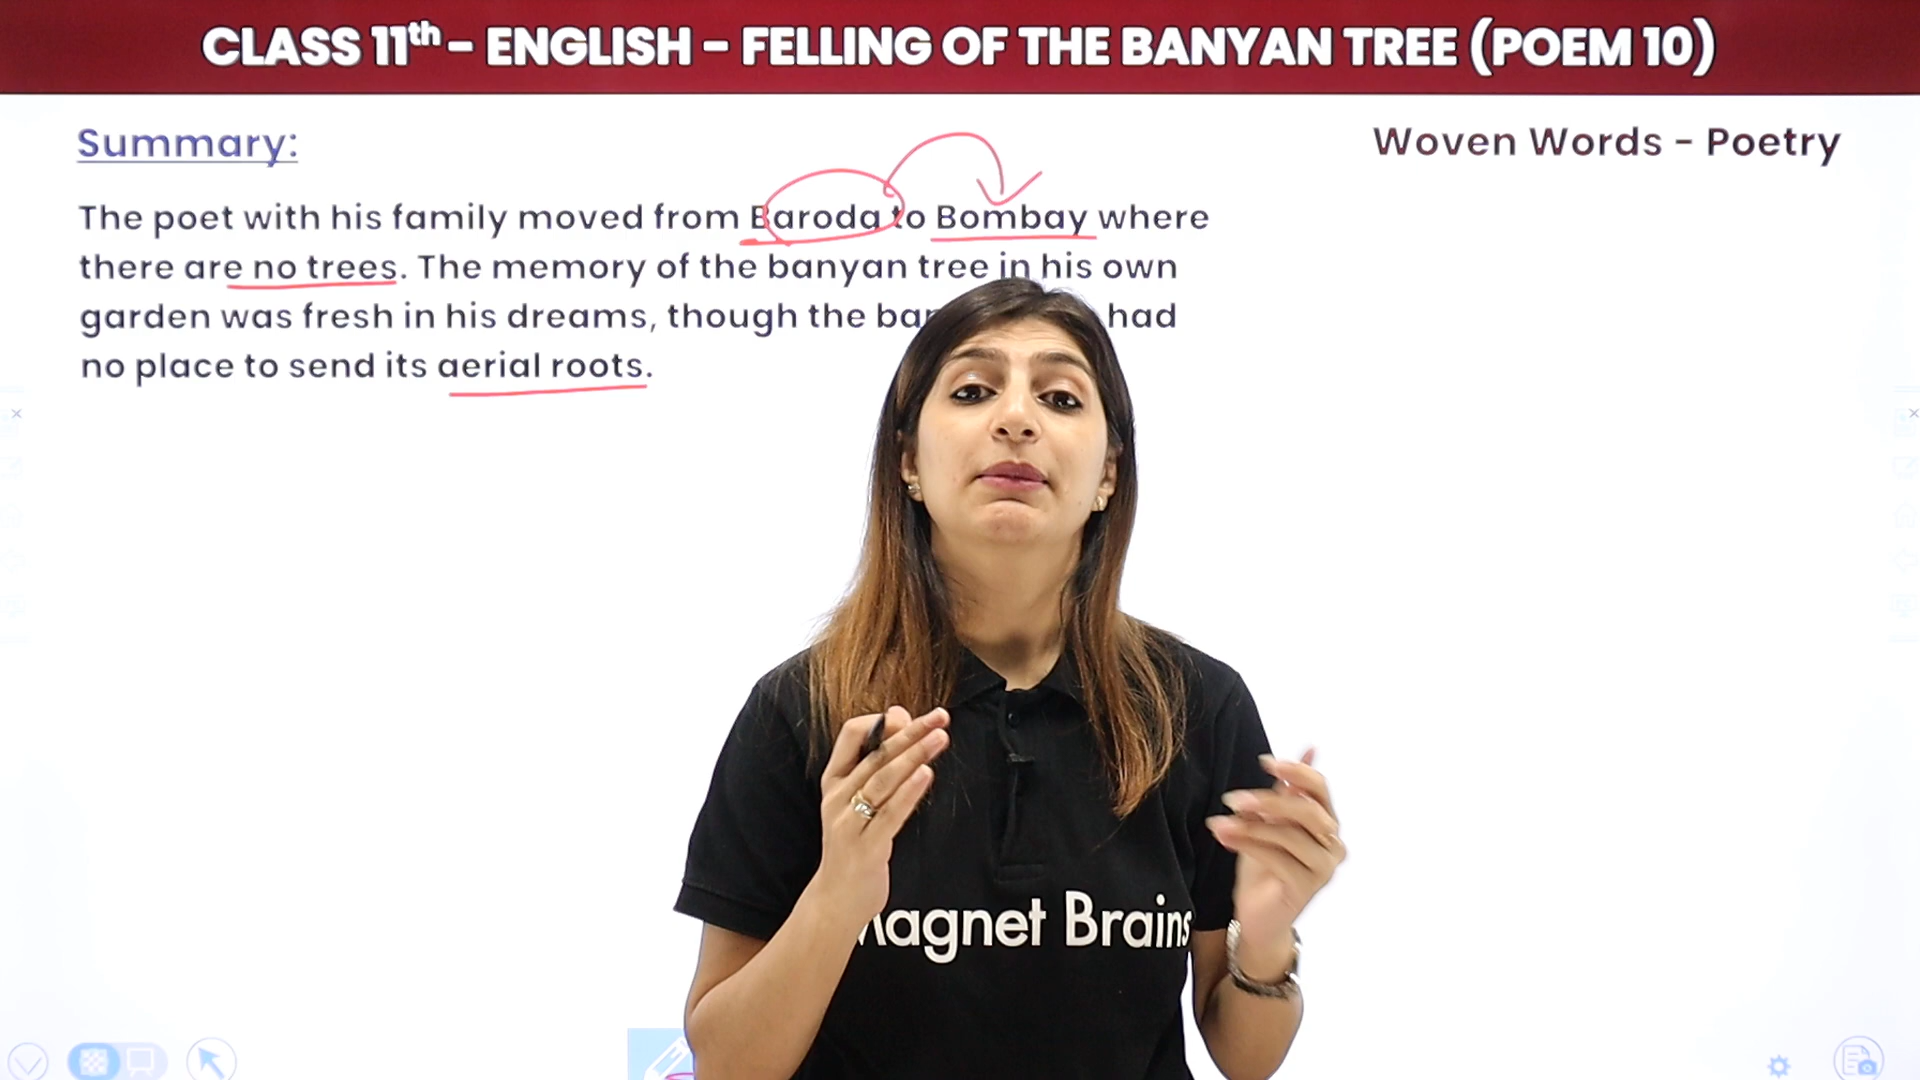 CLASS 11th - ENGLISH - FELLING OF THE BANYAN TREE (POEM 10)
Summary:
Woven Words - Poetry
The poet with his family moved from Baroda to Bombay where
there are no trees. The memory of the banyan tree in his own
garden was fresh in his dreams, though the had
no place to send its aerial roots.
Magnet Brains